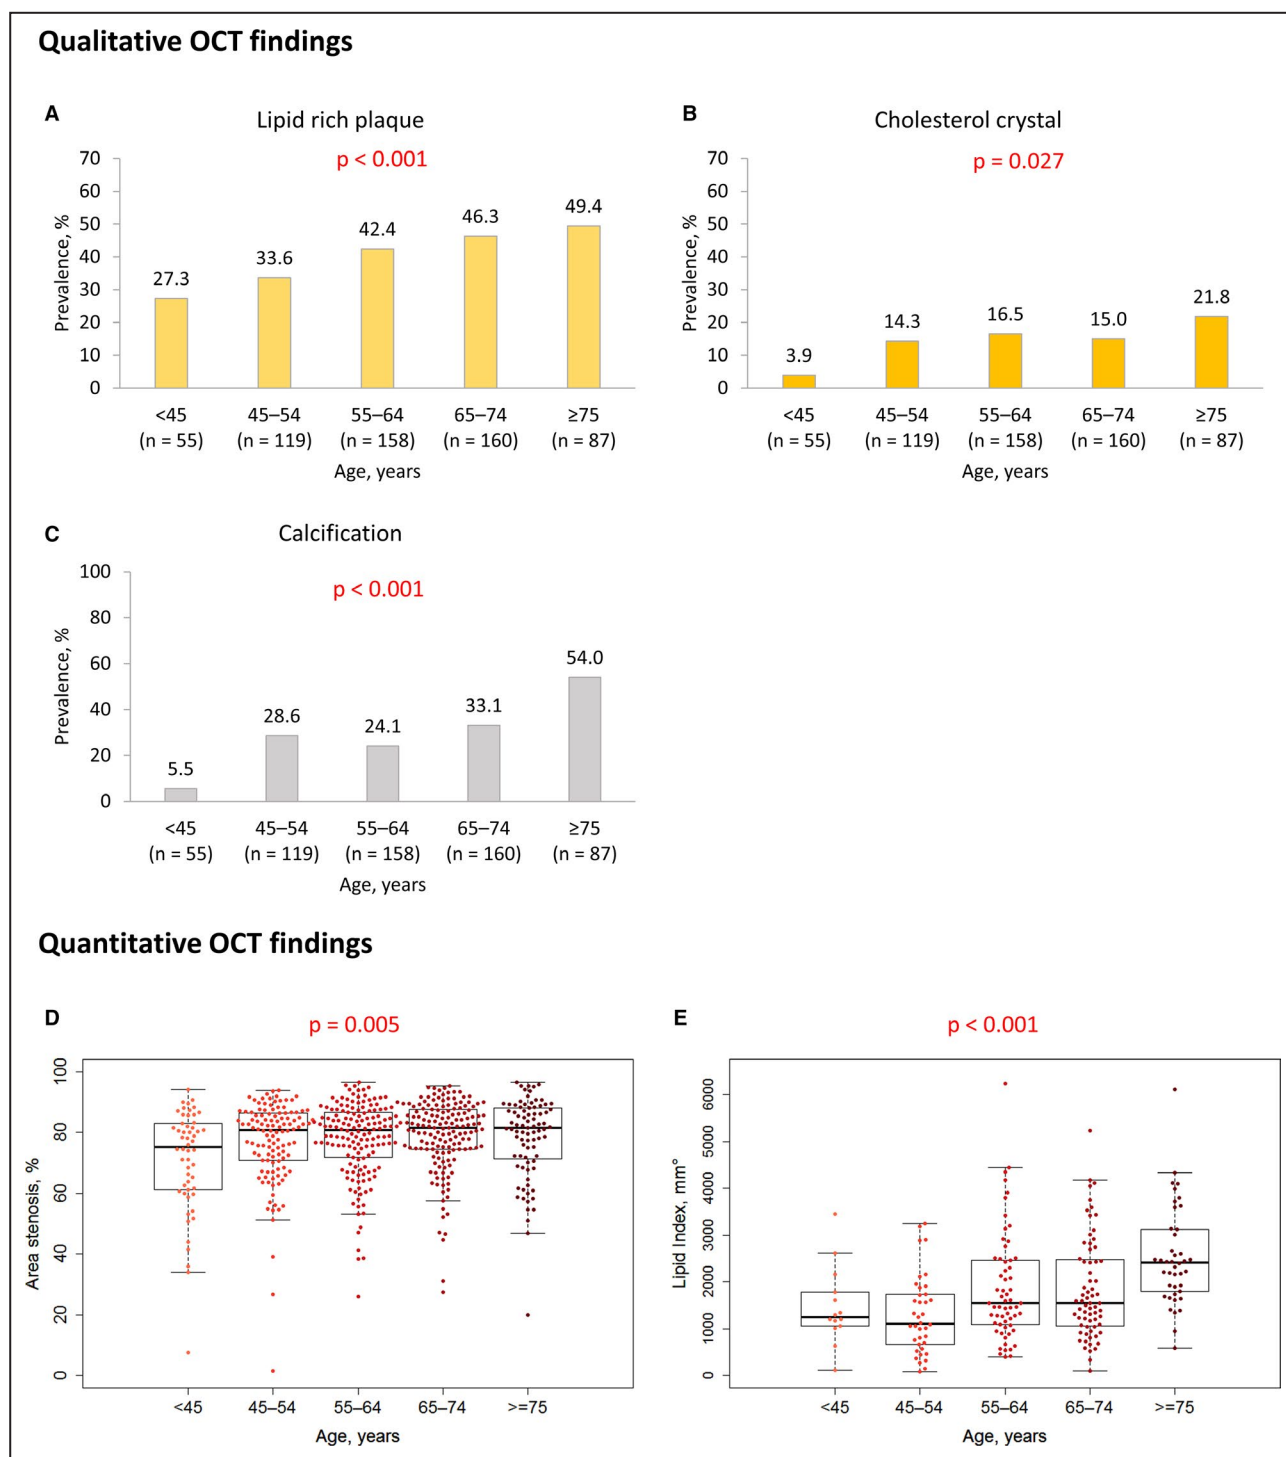 Qualitative OCT findings
A
Lipid rich plaque
p < 0.001
Prevalence, %
70
60
50
40
30
20
10
0
27.3
33.6
42.4
46.3
49.4
<45 45–54 55–64 65–74 ≥75
(n = 55) (n = 119) (n = 158) (n = 160) (n = 87)
Age, years
B
Cholesterol crystal
p = 0.027
Prevalence, %
70
60
50
40
30
20
10
0
3.9
14.3
16.5
15.0
21.8
<45 45–54 55–64 65–74 ≥75
(n = 55) (n = 119) (n = 158) (n = 160) (n = 87)
Age, years
C
Calcification
p < 0.001
Prevalence, %
100
80
60
40
20
0
5.5
28.6
24.1
33.1
54.0
<45 45–54 55–64 65–74 ≥75
(n = 55) (n = 119) (n = 158) (n = 160) (n = 87)
Age, years
Quantitative OCT findings
D
p = 0.005
Area stenosis, %
100
80
60
40
20
0
<45 45–54 55–64 65–74 >=75
Age, years
E
p < 0.001
Lipid Index, mm°
6000
5000
4000
3000
2000
1000
0
<45 45–54 55–64 65–74 >=75
Age, years